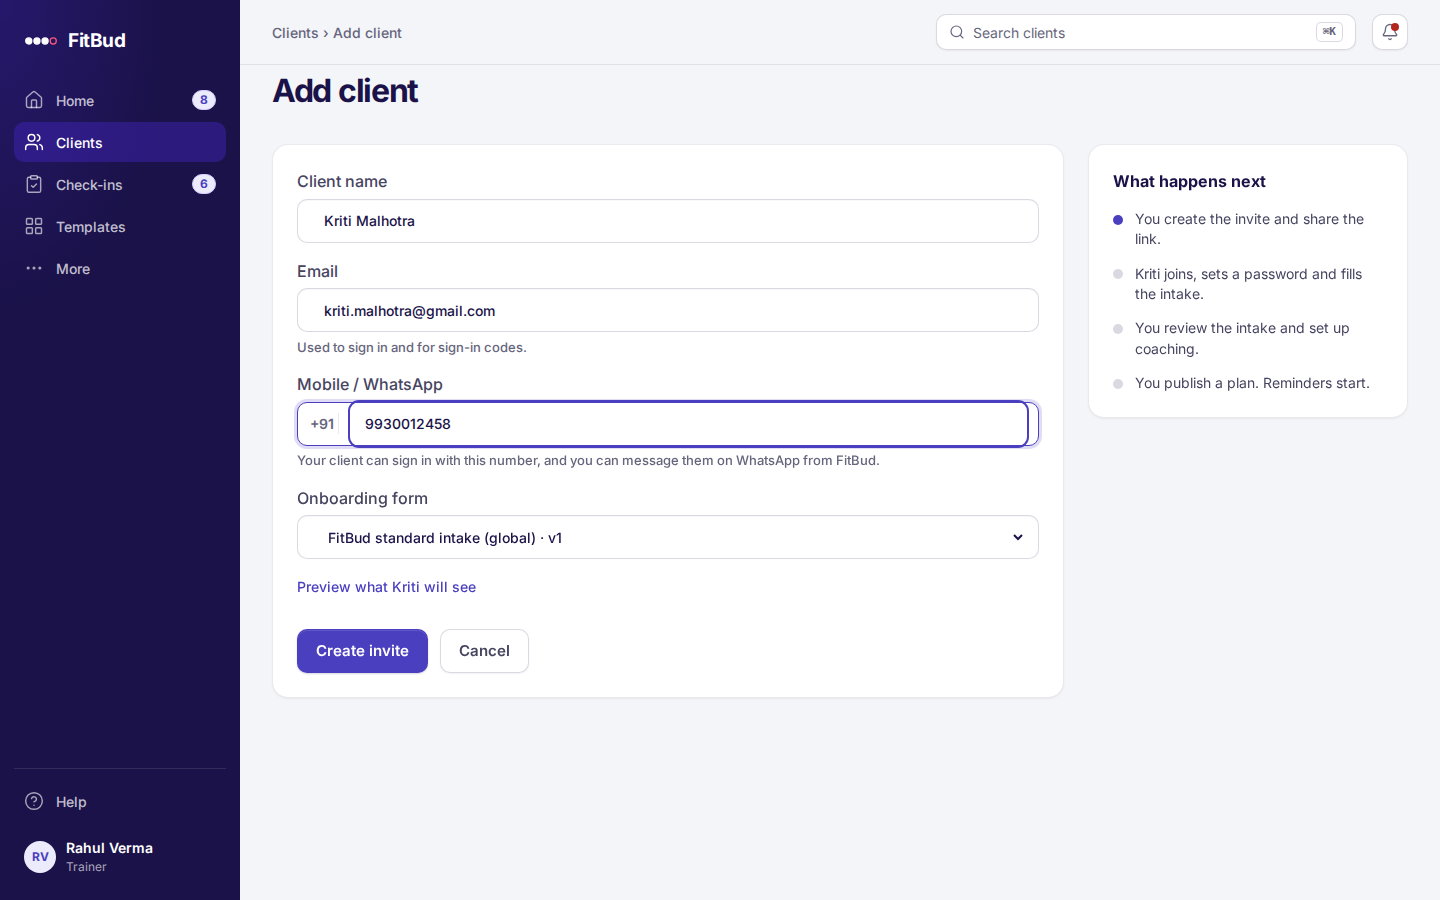 FitBud
Home 8
Clients
Check-ins 6
Templates
More
Help
RV
Rahul Verma
Trainer
Clients › Add client
Search clients
⌘K
Add client
Client name
Kriti Malhotra
Email
kriti.malhotra@gmail.com
Used to sign in and for sign-in codes.
Mobile / WhatsApp
+91 9930012458
Your client can sign in with this number, and you can message them on WhatsApp from FitBud.
Onboarding form
FitBud standard intake (global) · v1
Preview what Kriti will see
Create invite Cancel
What happens next
You create the invite and share the
link.
Kriti joins, sets a password and fills
the intake.
You review the intake and set up
coaching.
You publish a plan. Reminders start.